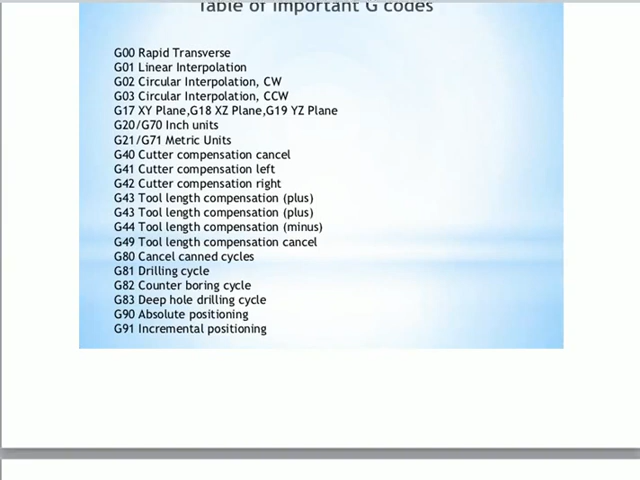 Table of Important G codes
G00 Rapid Transverse
G01 Linear Interpolation
G02 Circular Interpolation, CW
G03 Circular Interpolation, CCW
G17 XY Plane,G18 XZ Plane,G19 YZ Plane
G20/G70 Inch units
G21/G71 Metric Units
G40 Cutter compensation cancel
G41 Cutter compensation left
G42 Cutter compensation right
G43 Tool length compensation (plus)
G43 Tool length compensation (plus)
G44 Tool length compensation (minus)
G49 Tool length compensation cancel
G80 Cancel canned cycles
G81 Drilling cycle
G82 Counter boring cycle
G83 Deep hole drilling cycle
G90 Absolute positioning
G91 Incremental positioning